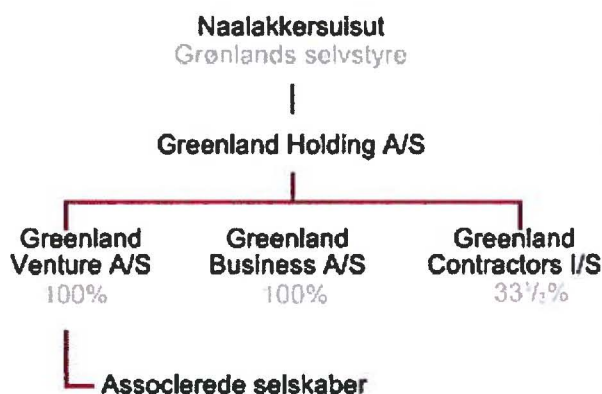 Naalakkersuisut
Grønlands selvstyre
Greenland Holding A/S
Greenland Venture A/S
100%
Greenland Business A/S
100%
Greenland Contractors I/S
33⅓%
Associerede selskaber